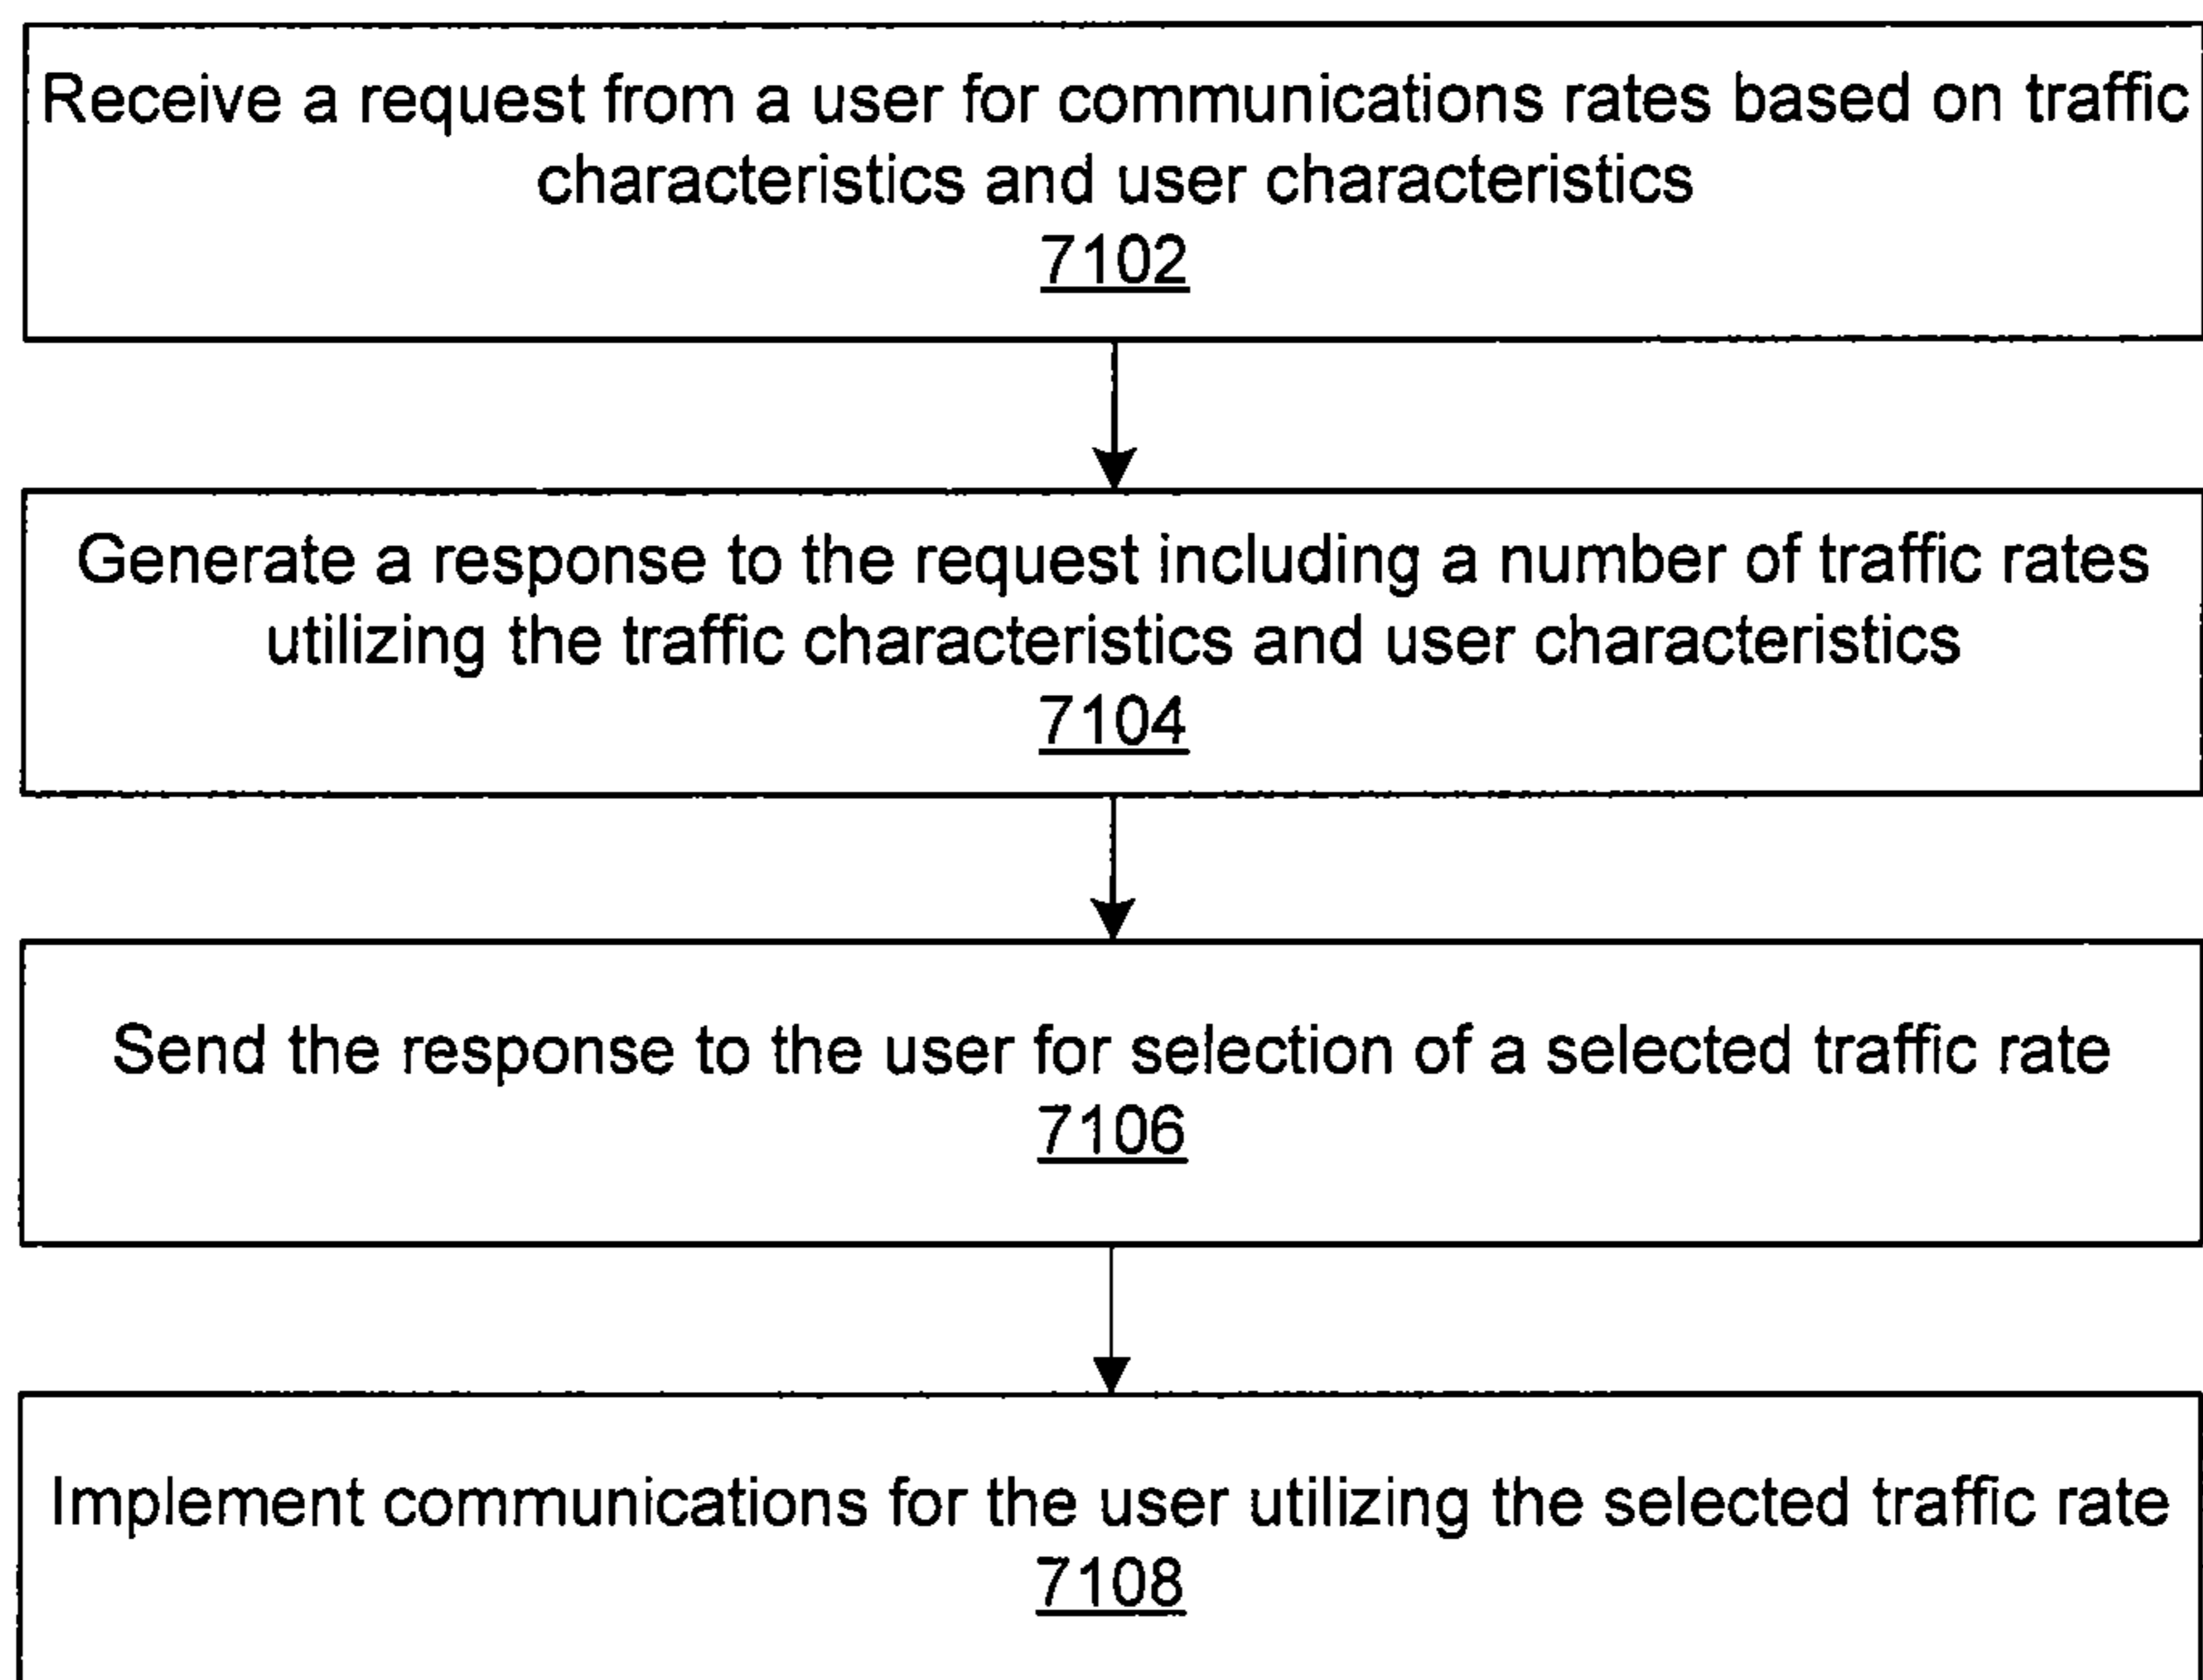 Receive a request from a user for communications rates based on traffic
characteristics and user characteristics
7102
Generate a response to the request including a number of traffic rates
utilizing the traffic characteristics and user characteristics
7104
Send the response to the user for selection of a selected traffic rate
7106
Implement communications for the user utilizing the selected traffic rate
7108